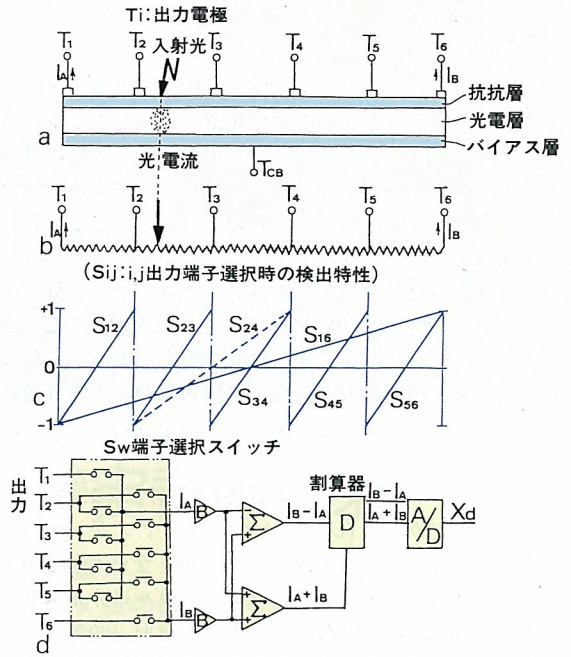 Ti:出力電極
T1 T2 入射光 T3 T4 T5 T6
IA IB
抗抗層
光電層
バイアス層
a
光電流
TCB
T1 T2 T3 T4 T5 T6
IA IB
b
(Sij:i,j出力端子選択時の検出特性)
+1
S12 S23 S24 S16
0
c
S34 S45 S56
-1
Sw端子選択スイッチ
出力
T1
T2
T3
T4
T5
T6
IA B
IB B
Σ
Σ
- +
+ +
IB-IA
IA+IB
割算器
D
IB-IA
IA+IB
A/D
Xd
d